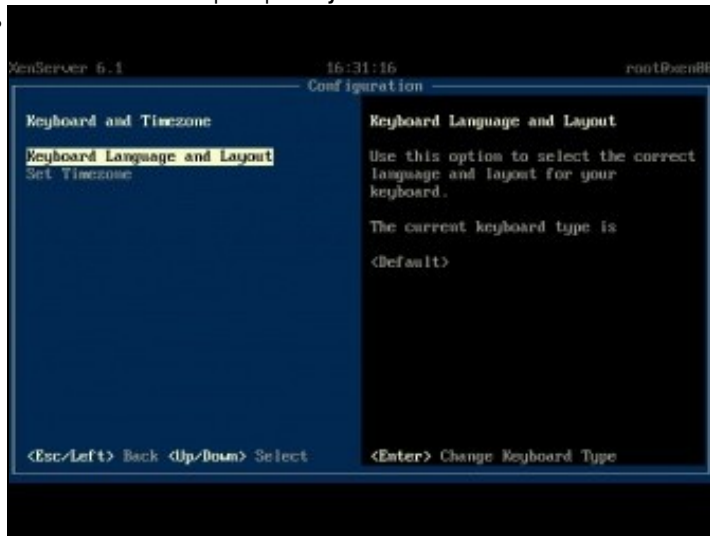 XenServer 6.1 16:31:16
Configuration
Keyboard and Timezone
Keyboard Language and Layout
Set Timezone
Keyboard Language and Layout
Use this option to select the correct
language and layout for your
keyboard.
The current keyboard type is
<Default>
<Esc/Left> Back <Up/Down> Select
<Enter> Change Keyboard Type